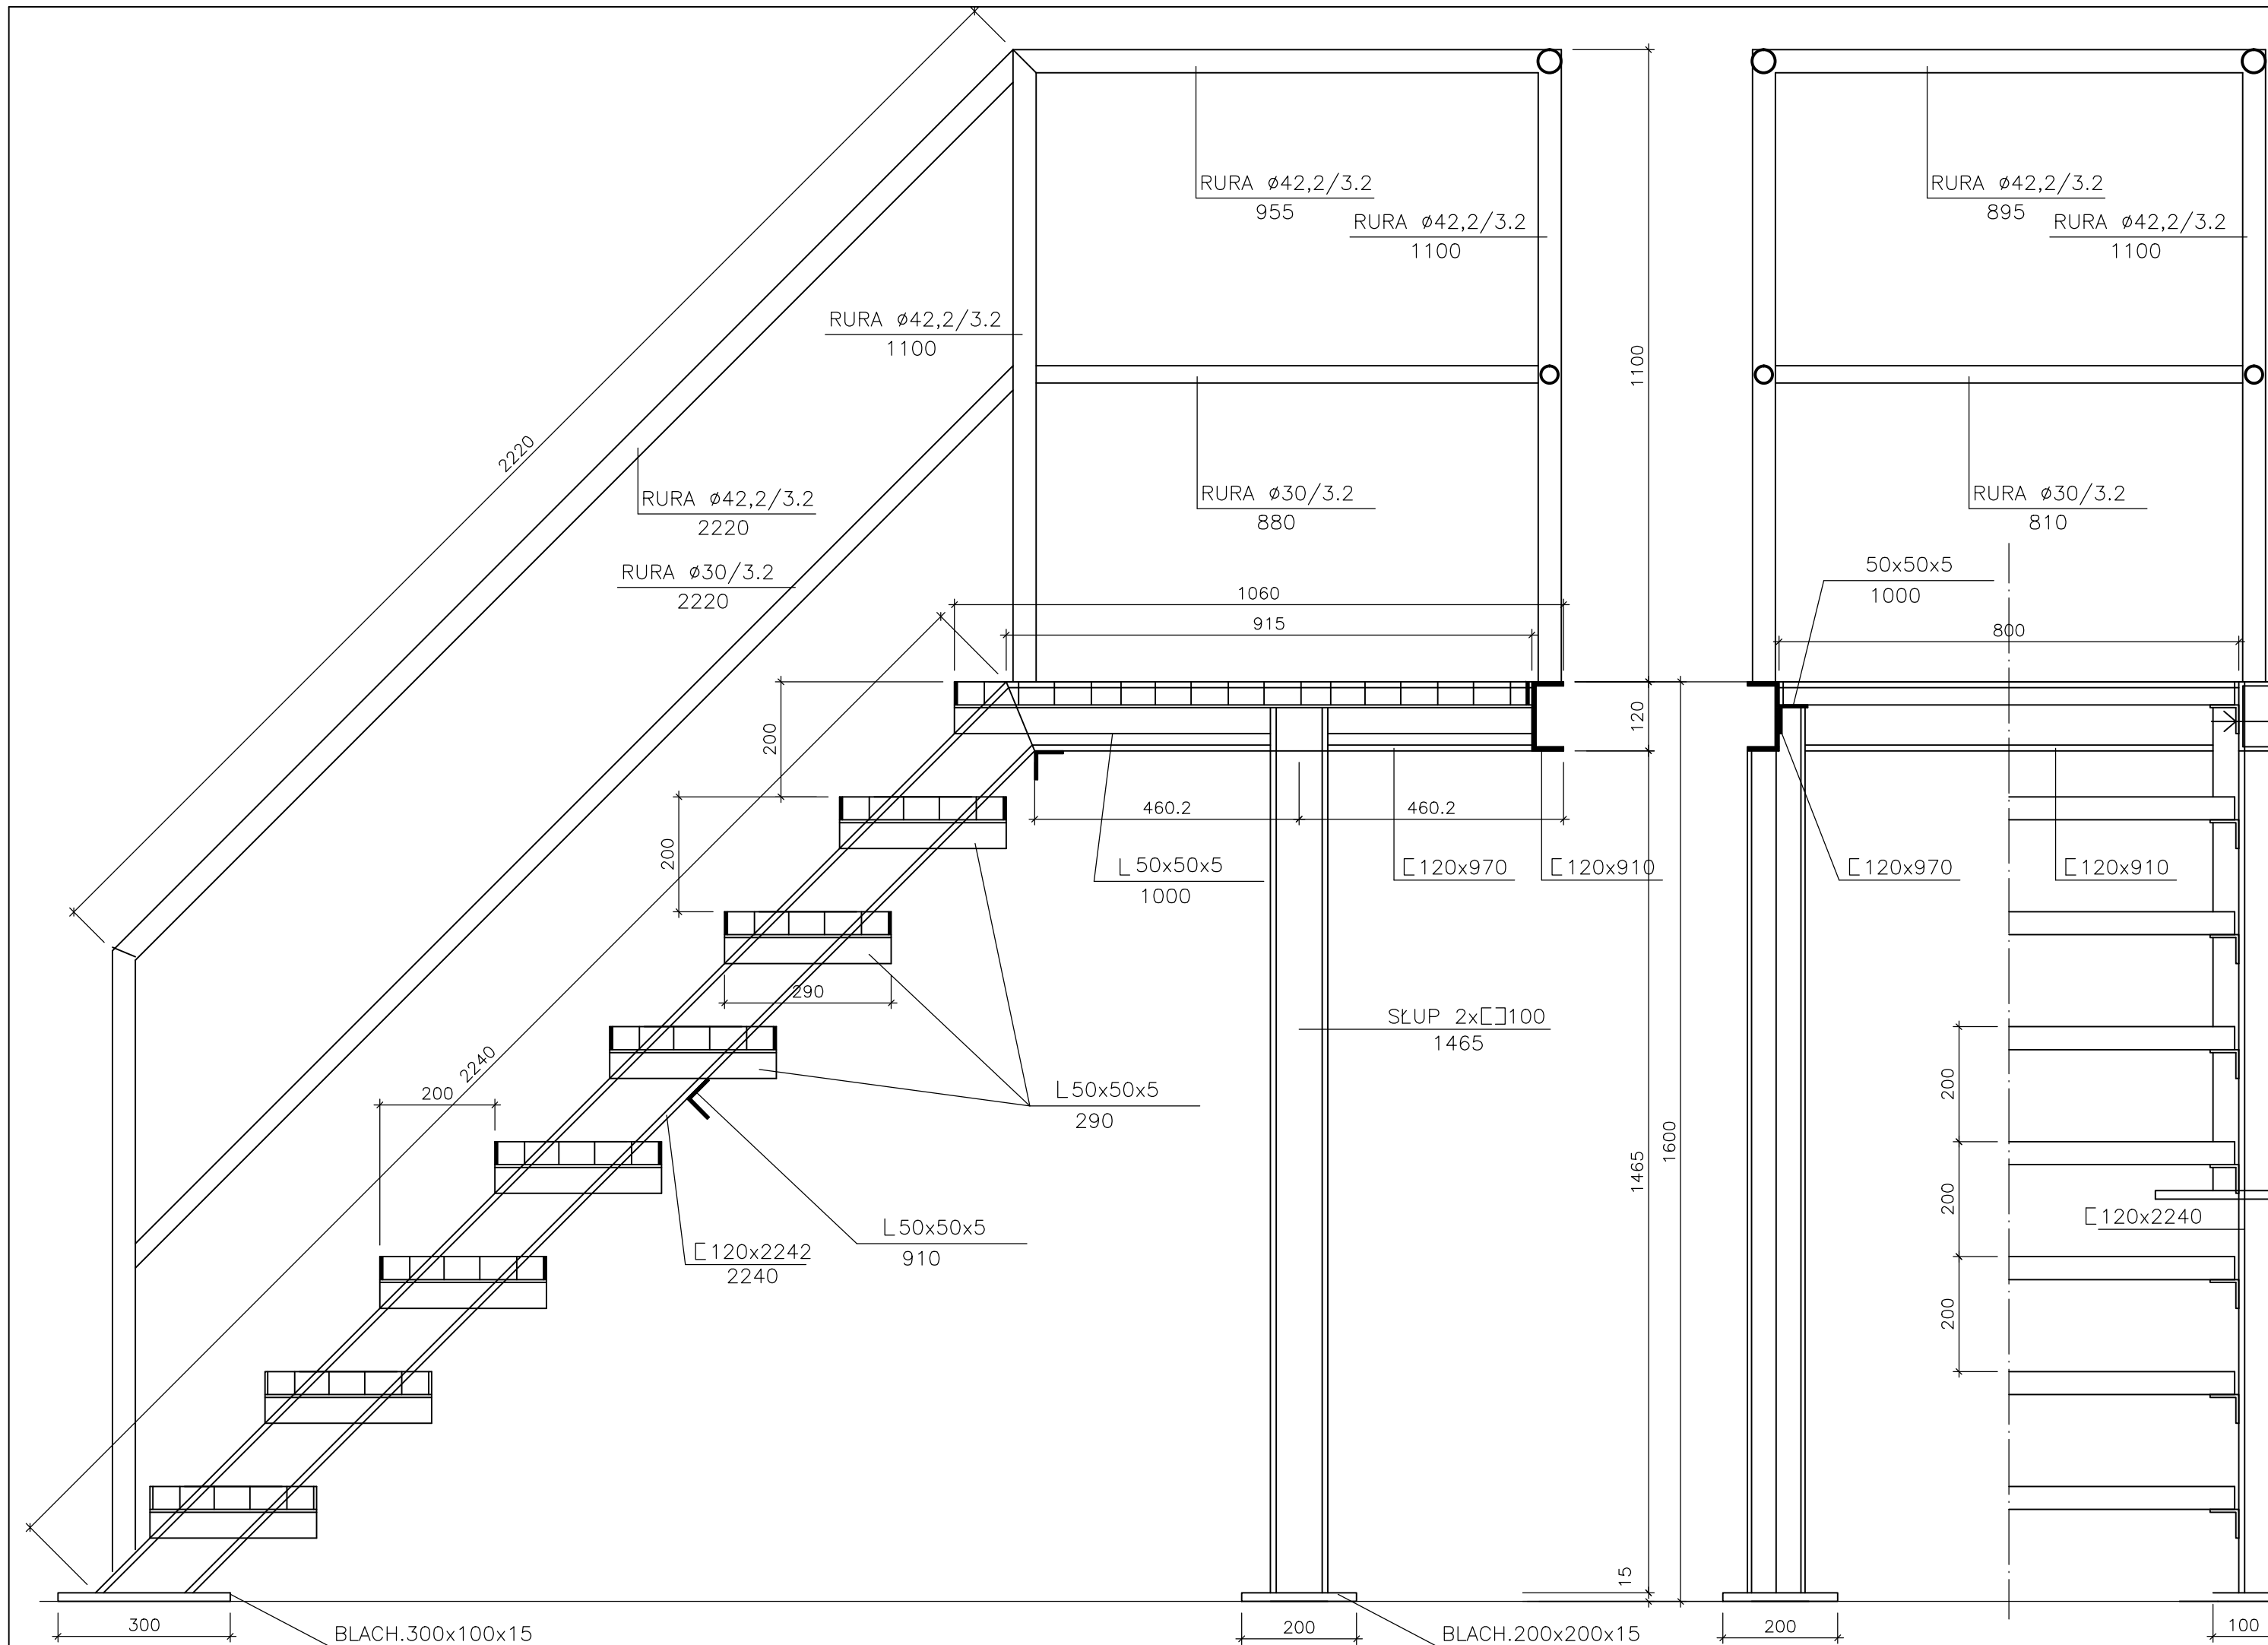 RURA ø42,2/3.2
955
RURA ø42,2/3.2
1100
RURA ø42,2/3.2
895
RURA ø42,2/3.2
1100
RURA ø42,2/3.2
1100
1100
2220
RURA ø42,2/3.2
2220
RURA ø30/3.2
880
RURA ø30/3.2
810
RURA ø30/3.2
2220
50x50x5
1000
1060
915
800
200
120
200
460.2
460.2
L 50x50x5
1000
[ 120x970
[ 120x910
[ 120x970
[ 120x910
290
SŁUP 2x[]100
1465
2240
200
L 50x50x5
290
1600
1465
200
200
200
[ 120x2240
L 50x50x5
910
[ 120x2242
2240
15
300
BLACH.300x100x15
200
BLACH.200x200x15
200
100